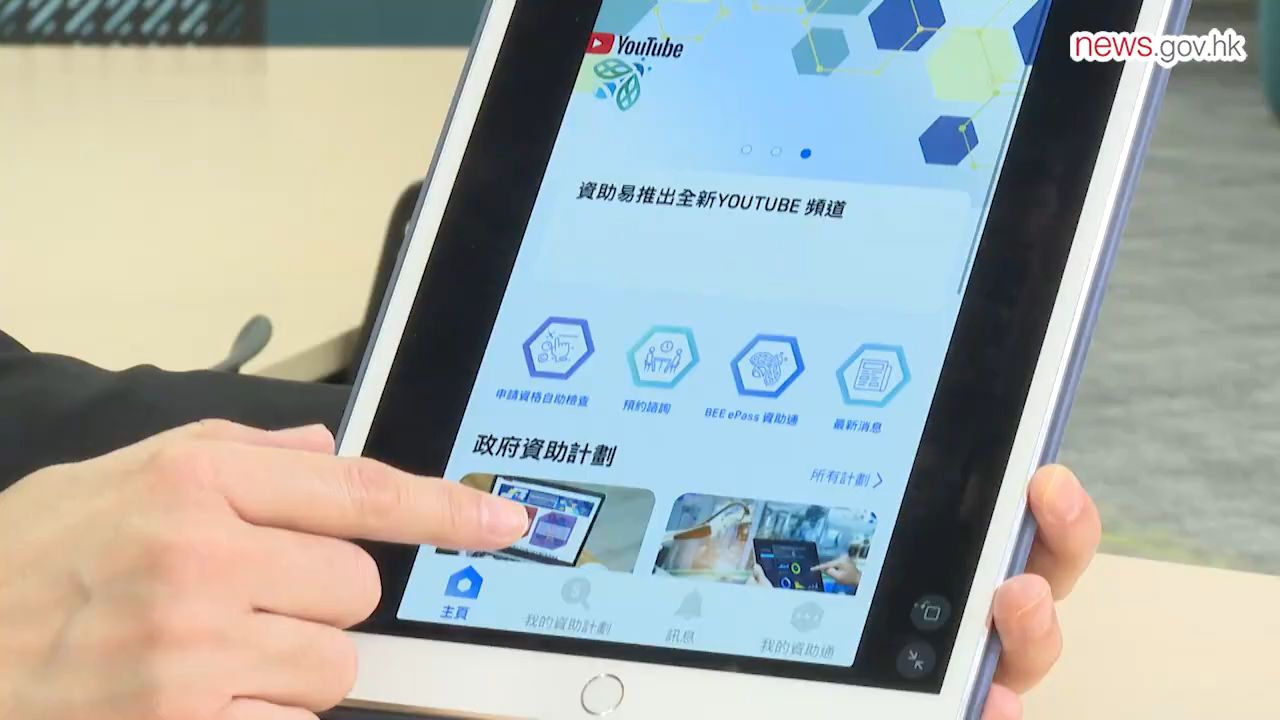 news.gov.hk
YouTube
資助易推出全新YOUTUBE 頻道
申請資格自助檢查
預約諮詢
BEE ePass 資助通
最新消息
政府資助計劃
所有計劃
主頁
我的資助計劃
訊息
我的資助通